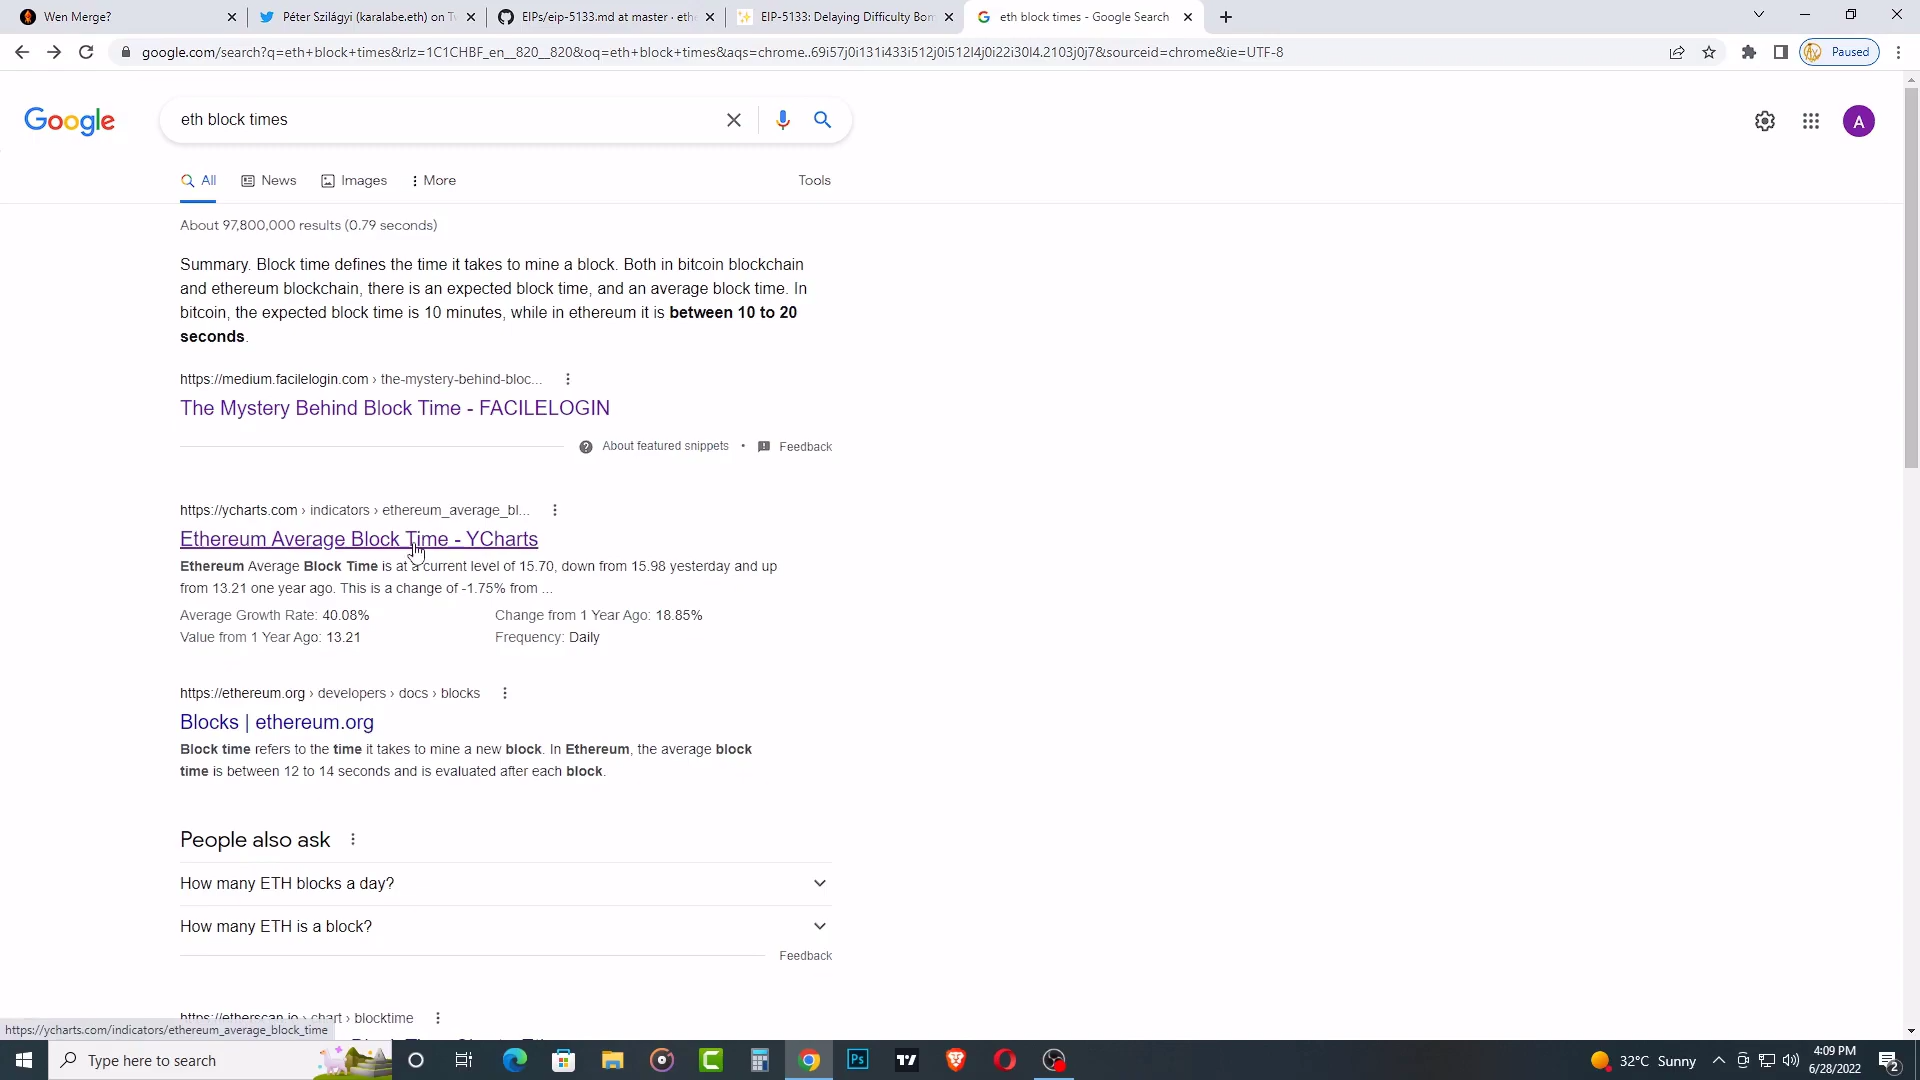 Wen Merge?
Péter Szilágyi (karalabe.eth) on Tw
EIPs/eip-5133.md at master · eth
EIP-5133: Delaying Difficulty Bom
eth block times - Google Search
google.com/search?q=eth+block+times&rlz=1C1CHBF_en__820__820&oq=eth+block+times&aqs=chrome..69i57j0i131i433i512j0i512l4j0i22i30l4.2103j0j7&sourceid=chrome&ie=UTF-8
Paused
Google
eth block times
A
All
News
Images
More
Tools
About 97,800,000 results (0.79 seconds)
Summary. Block time defines the time it takes to mine a block. Both in bitcoin blockchain
and ethereum blockchain, there is an expected block time, and an average block time. In
bitcoin, the expected block time is 10 minutes, while in ethereum it is between 10 to 20
seconds.
https://medium.facilelogin.com › the-mystery-behind-bloc...
The Mystery Behind Block Time - FACILELOGIN
About featured snippets • Feedback
https://ycharts.com › indicators › ethereum_average_bl...
Ethereum Average Block Time - YCharts
Ethereum Average Block Time is at a current level of 15.70, down from 15.98 yesterday and up
from 13.21 one year ago. This is a change of -1.75% from ...
Average Growth Rate: 40.08%
Change from 1 Year Ago: 18.85%
Value from 1 Year Ago: 13.21
Frequency: Daily
https://ethereum.org › developers › docs › blocks
Blocks | ethereum.org
Block time refers to the time it takes to mine a new block. In Ethereum, the average block
time is between 12 to 14 seconds and is evaluated after each block.
People also ask
How many ETH blocks a day?
How many ETH is a block?
Feedback
https://etherscan.io › chart › blocktime
https://ycharts.com/indicators/ethereum_average_block_time
Type here to search
Ps
32°C Sunny
4:09 PM
6/28/2022
2